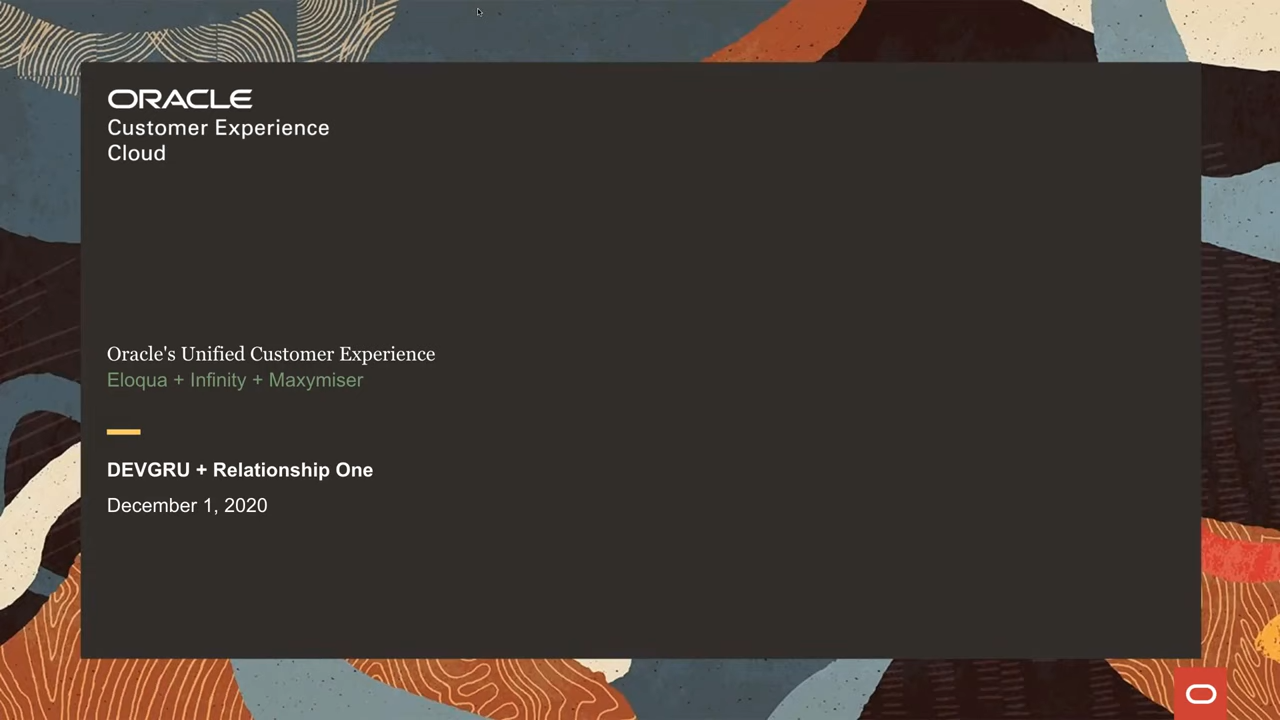 ORACLE
Customer Experience
Cloud
Oracle's Unified Customer Experience
Eloqua + Infinity + Maxymiser
DEVGRU + Relationship One
December 1, 2020